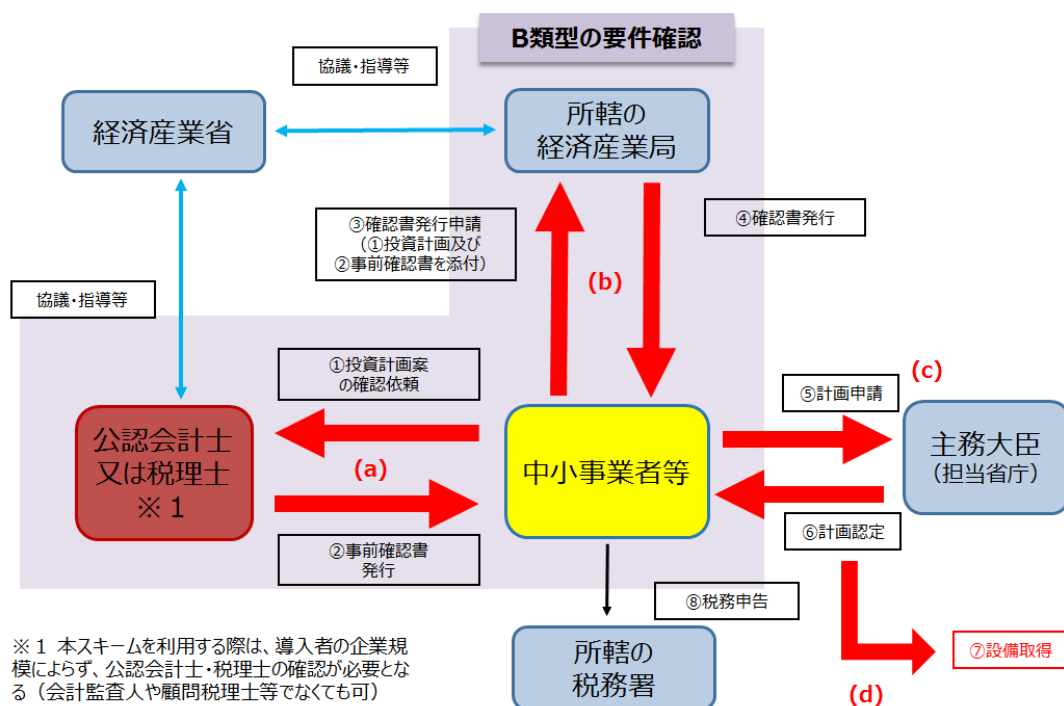 B類型の要件確認
協議・指導等
経済産業省
所轄の
経済産業局
③確認書発行申請
（①投資計画及び
②事前確認書を添付）
④確認書発行
(b)
協議・指導等
①投資計画案
の確認依頼
(c)
⑤計画申請
公認会計士
又は税理士
※１
(a)
中小事業者等
主務大臣
（担当省庁）
②事前確認書
発行
⑥計画認定
⑧税務申告
※１ 本スキームを利用する際は、導入者の企業規
模によらず、公認会計士・税理士の確認が必要とな
る（会計監査人や顧問税理士等でなくても可）
所轄の
税務署
⑦設備取得
(d)